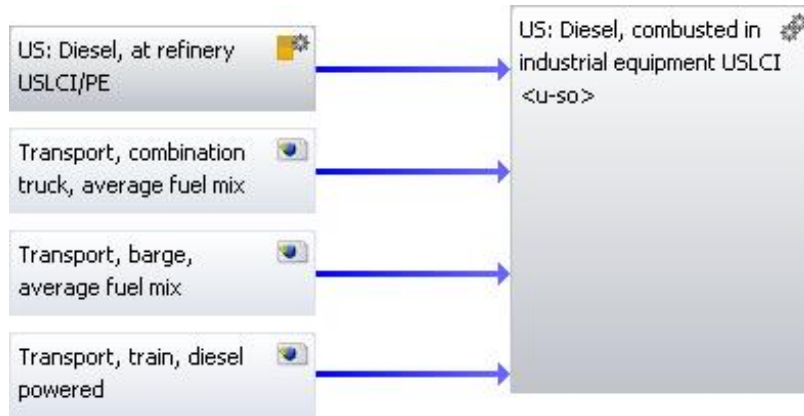 US: Diesel, at refinery
USLCI/PE
Transport, combination
truck, average fuel mix
Transport, barge,
average fuel mix
Transport, train, diesel
powered
US: Diesel, combusted in
industrial equipment USLCI
<u-so>